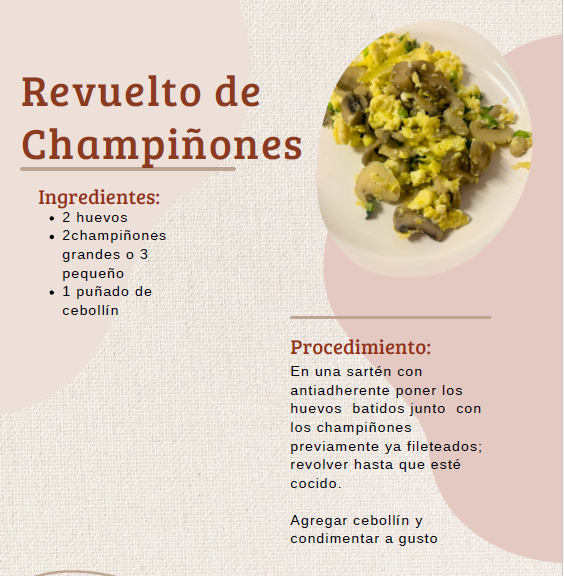 Revuelto de
Champiñones
Ingredientes:
• 2 huevos
• 2champiñones
grandes o 3
pequeño
• 1 puñado de
cebollín
Procedimiento:
En una sartén con
antiadherente poner los
huevos batidos junto con
los champiñones
previamente ya fileteados;
revolver hasta que esté
cocido.
Agregar cebollín y
condimentar a gusto